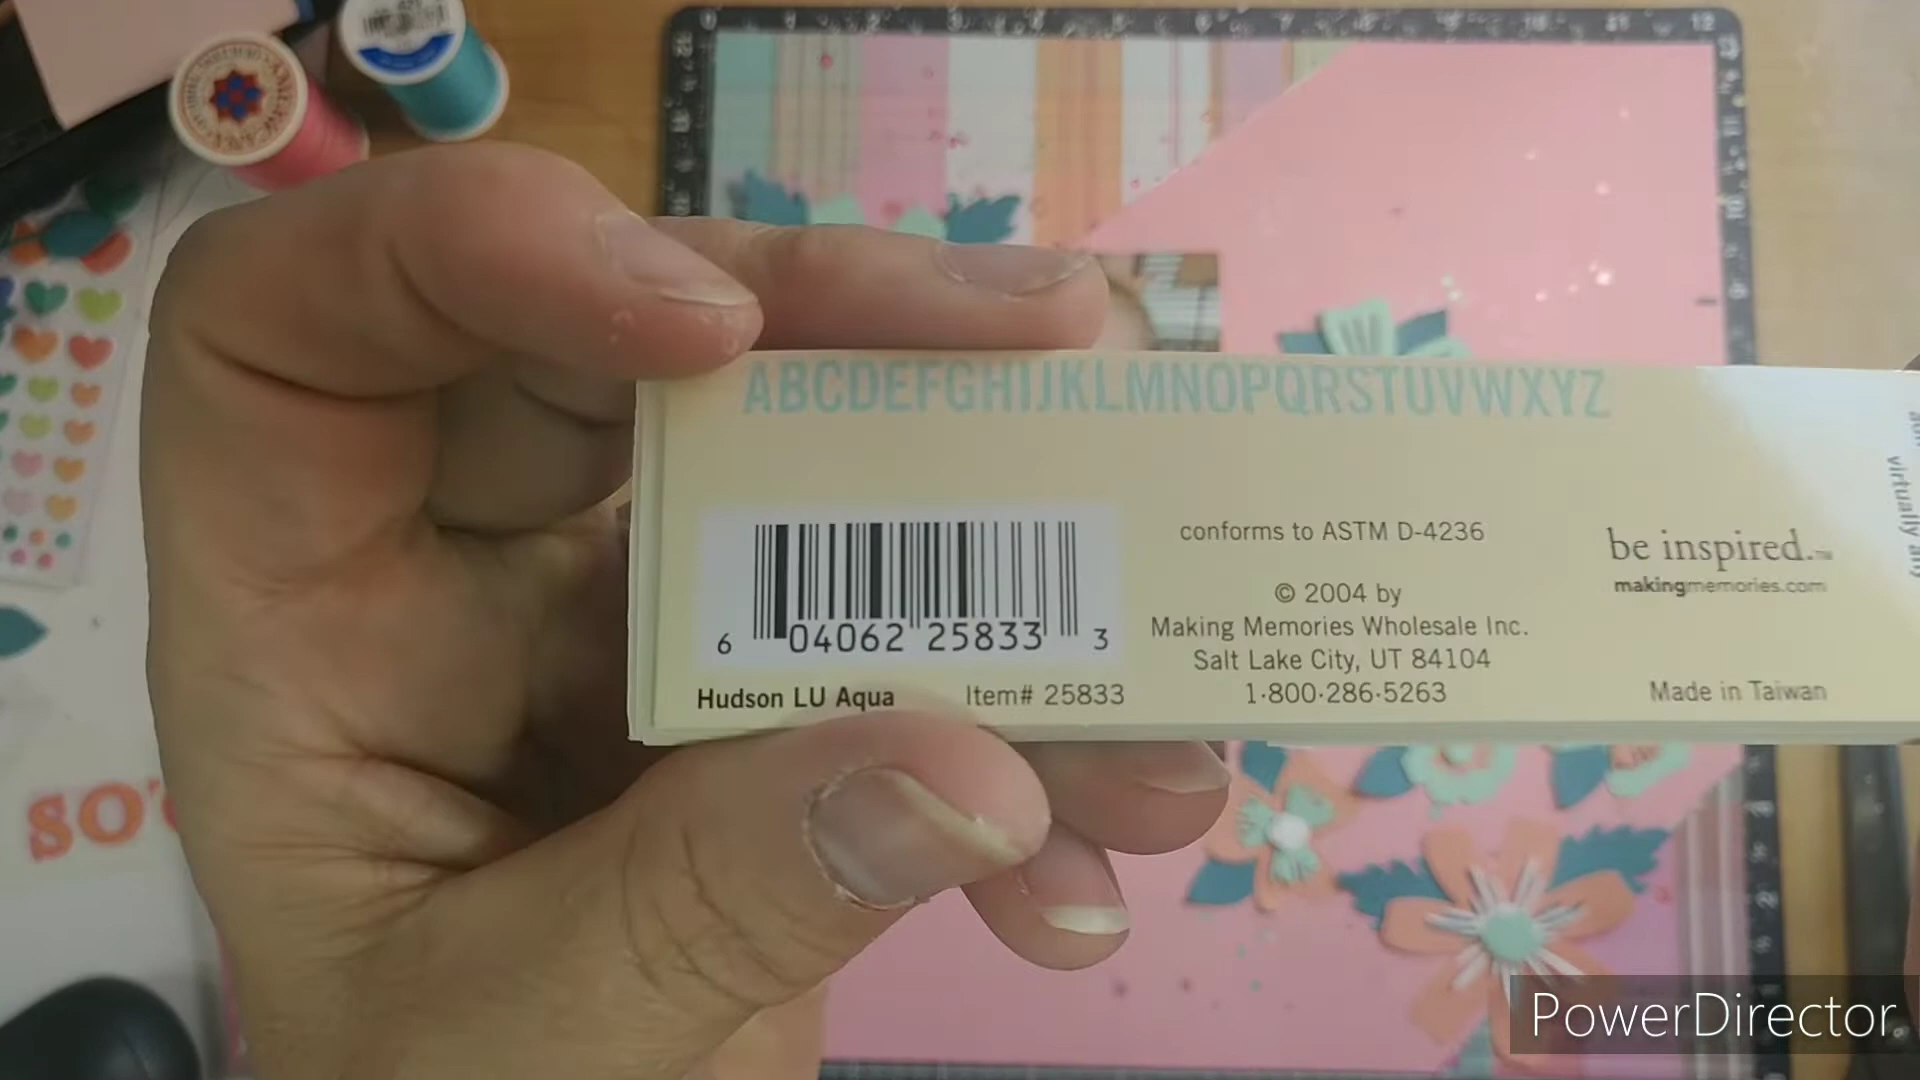 ABCDEFGHIJKLMNOPQRSTUVWXYZ
conforms to ASTM D-4236
© 2004 by
Making Memories Wholesale Inc.
Salt Lake City, UT 84104
1·800·286·5263
be inspired.™
makingmemories.com
Made in Taiwan
6 04062 25833 3
Hudson LU Aqua Item# 25833
virtually any
SO
PowerDirector